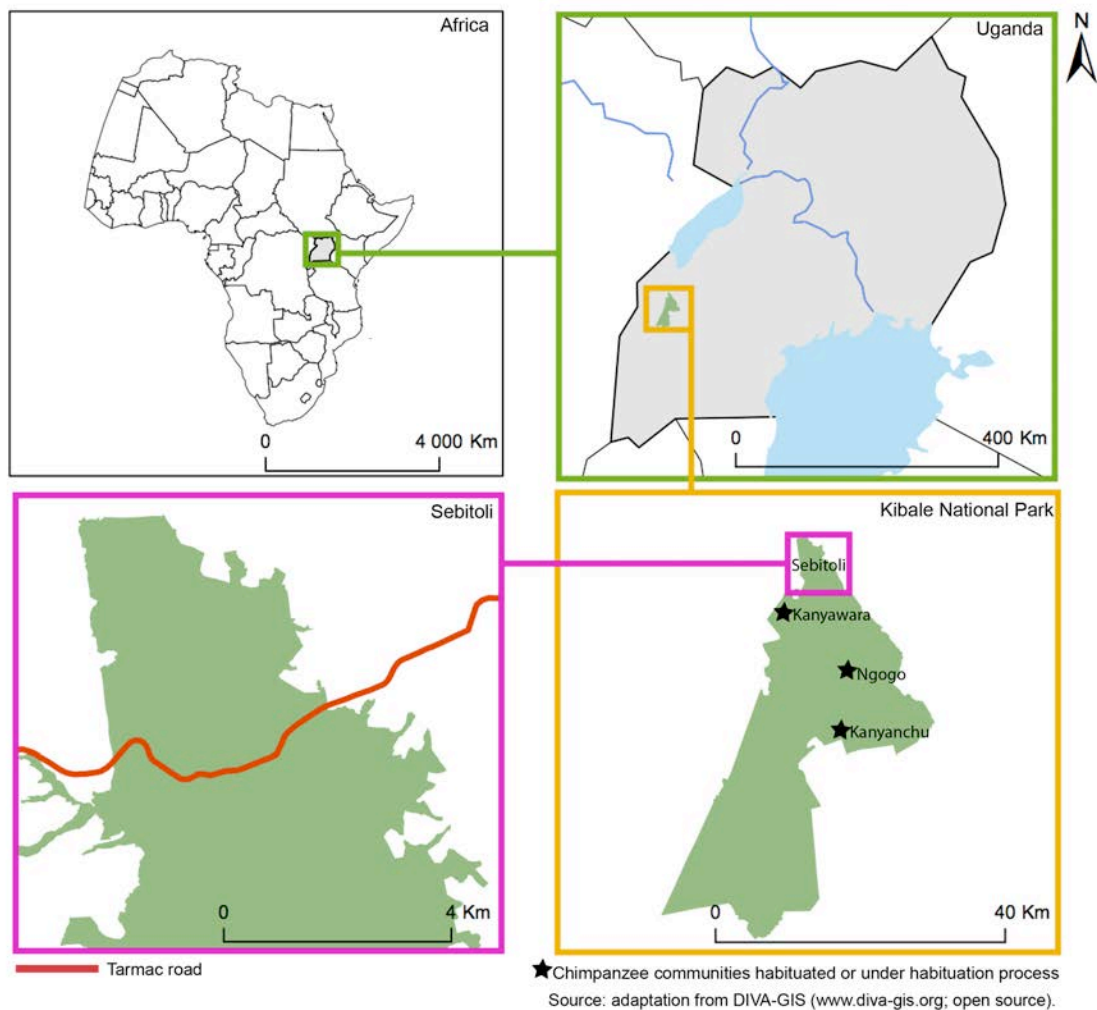 Africa
0
4 000 Km
Uganda
N
0
400 Km
Sebitoli
0
4 Km
Tarmac road
Kibale National Park
Sebitoli
Kanyawara
Ngogo
Kanyanchu
0
40 Km
Chimpanzee communities habituated or under habituation process
Source: adaptation from DIVA-GIS (www.diva-gis.org; open source).